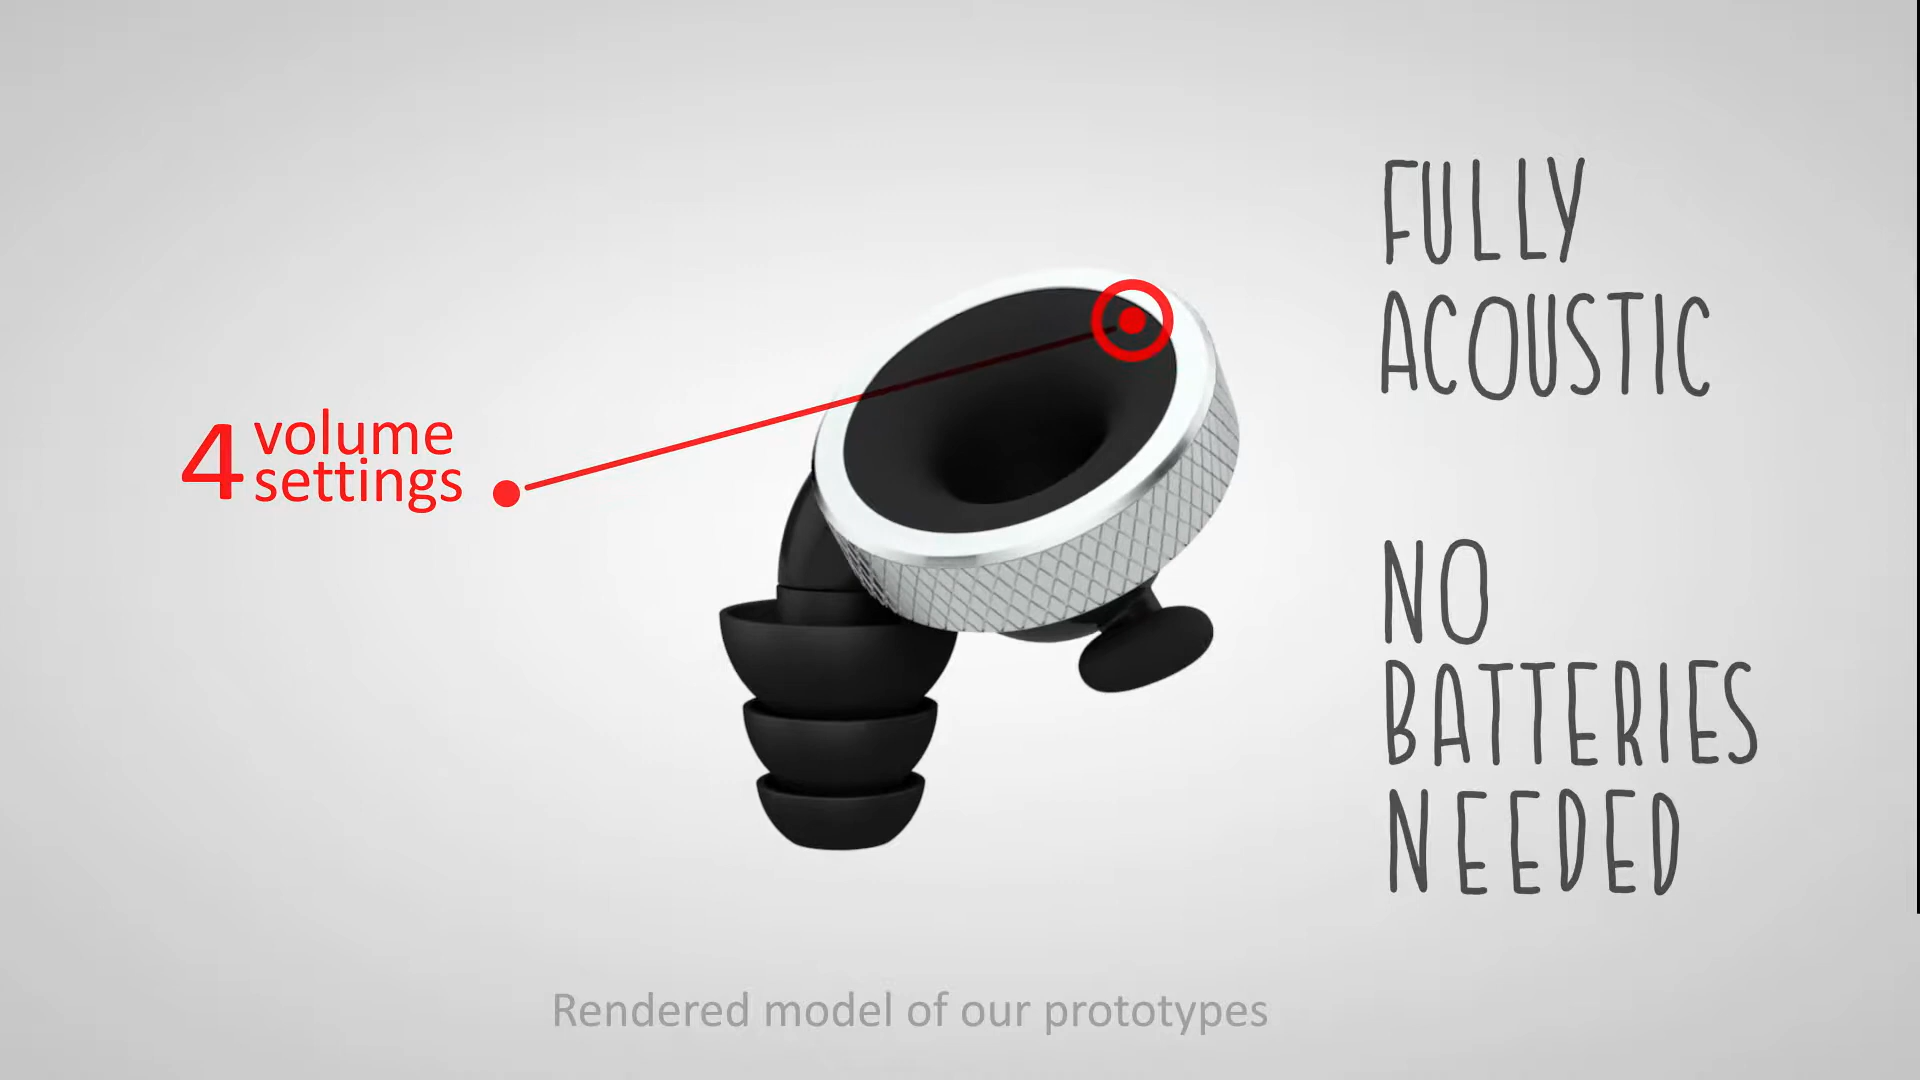 4 volume
settings
FULLY
ACOUSTIC
NO
BATTERIES
NEEDED
Rendered model of our prototypes